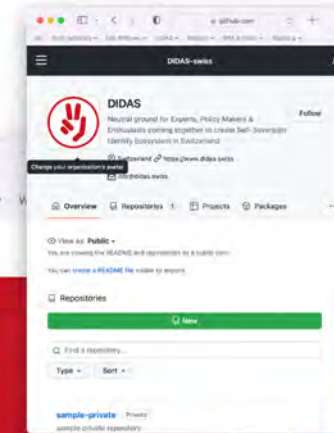 github.com
DIDAS-swiss
DIDAS
Neutral ground for Experts, Policy Makers &
Enthusiasts coming together to create Self-Sovereign
Identity Ecosystem in Switzerland
Follow
Switzerland https://www.didas.swiss
info@didas.swiss
Change your organization's avatar
Overview Repositories 1 Projects Packages
View as: Public
You are viewing the README and repositories as a public user.
You can create a README file visible to anyone.
Repositories
New
Find a repository...
Type Sort
sample-private Private
sample private repository